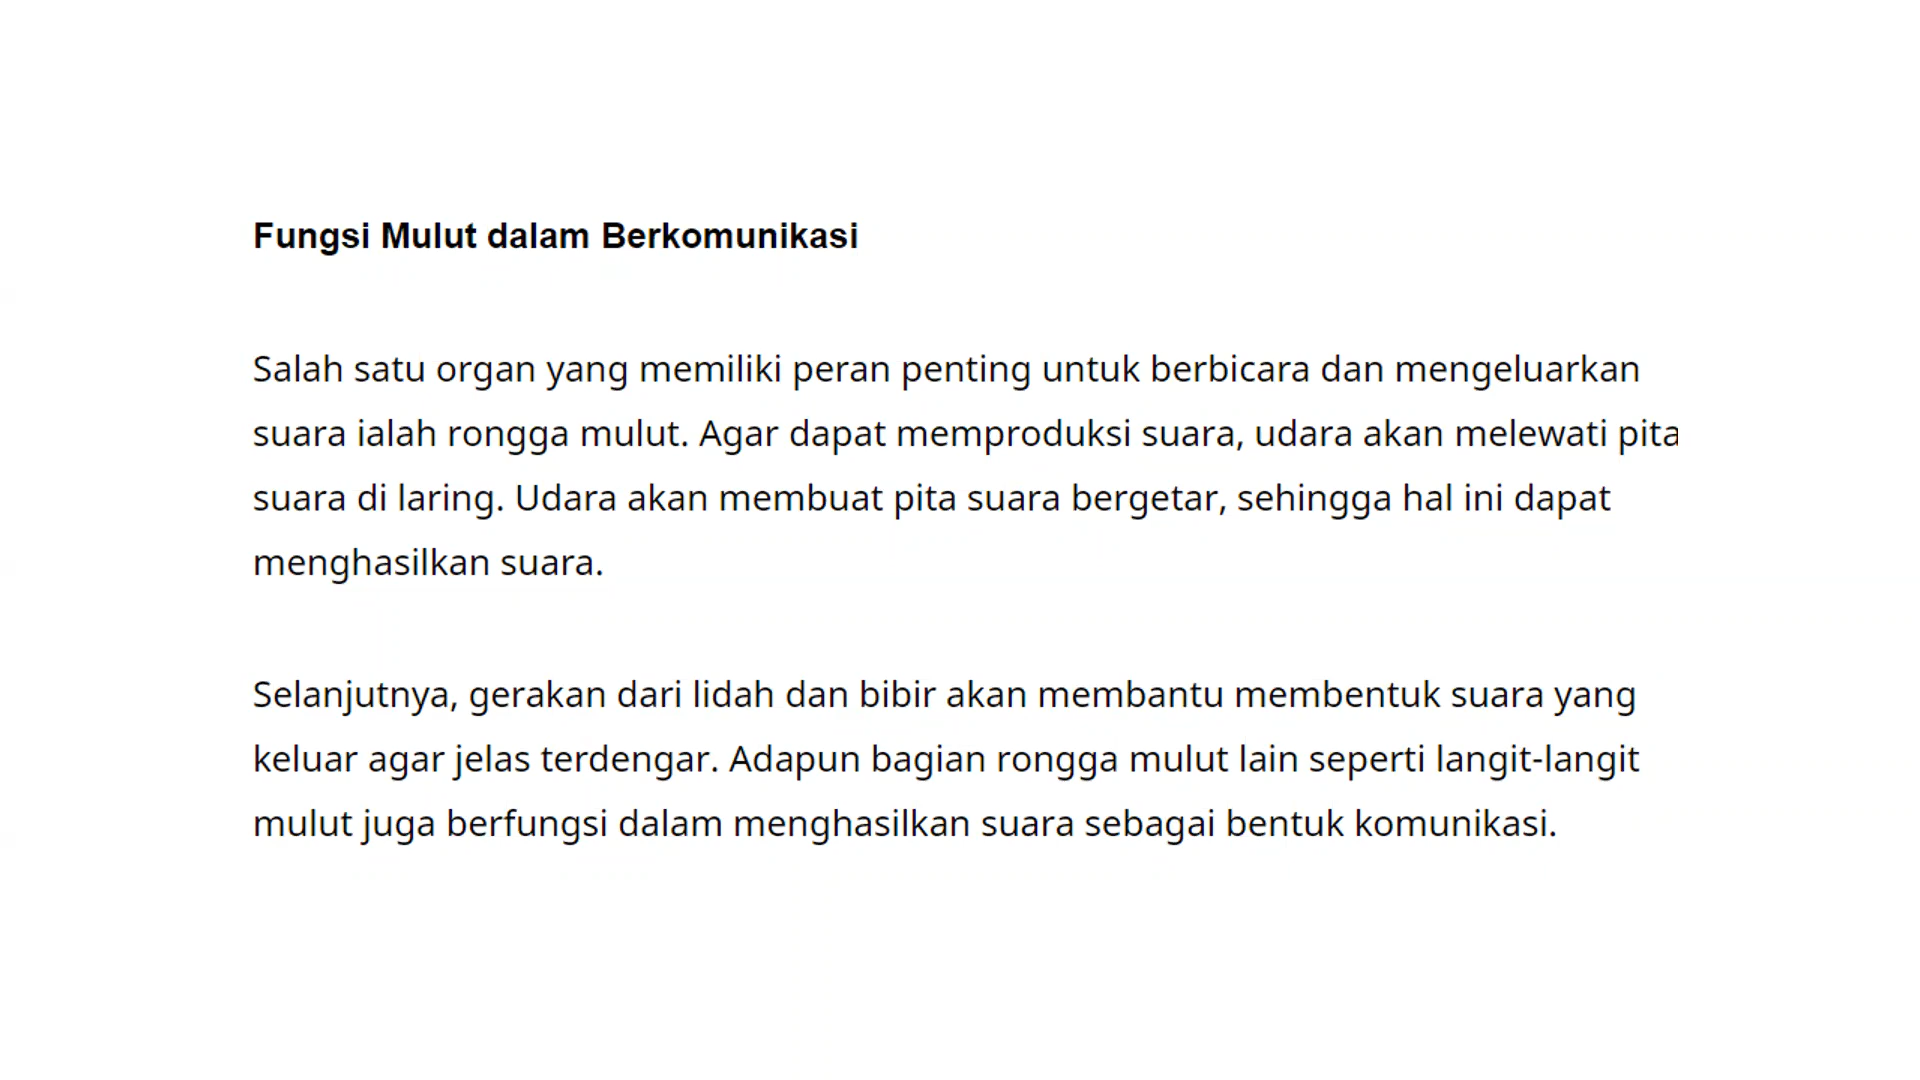 Fungsi Mulut dalam Berkomunikasi
Salah satu organ yang memiliki peran penting untuk berbicara dan mengeluarkan
suara ialah rongga mulut. Agar dapat memproduksi suara, udara akan melewati pita
suara di laring. Udara akan membuat pita suara bergetar, sehingga hal ini dapat
menghasilkan suara.
Selanjutnya, gerakan dari lidah dan bibir akan membantu membentuk suara yang
keluar agar jelas terdengar. Adapun bagian rongga mulut lain seperti langit-langit
mulut juga berfungsi dalam menghasilkan suara sebagai bentuk komunikasi.